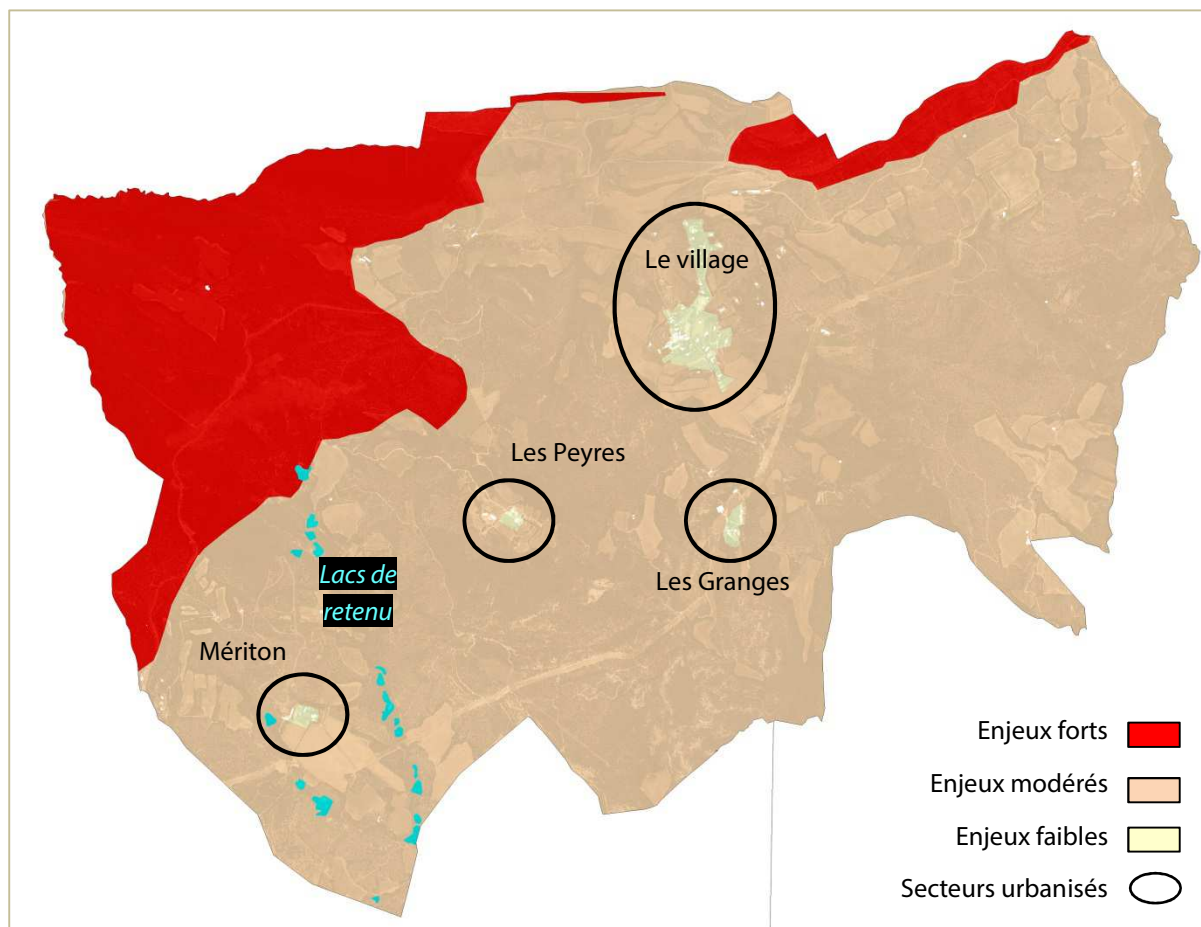 Le village
Les Peyres
Les Granges
Lacs de
retenu
Mériton
Enjeux forts
Enjeux modérés
Enjeux faibles
Secteurs urbanisés